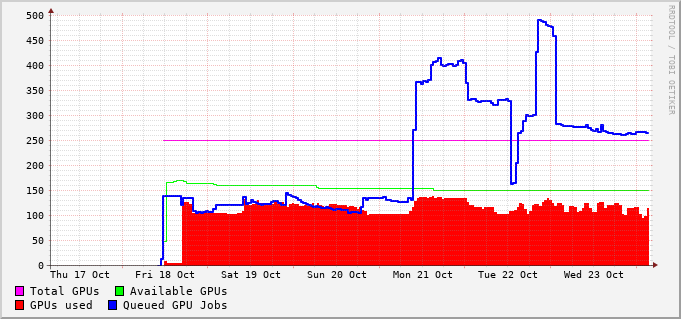 500
450
400
350
300
250
200
150
100
50
0
Thu 17 Oct Fri 18 Oct Sat 19 Oct Sun 20 Oct Mon 21 Oct Tue 22 Oct Wed 23 Oct
Total GPUs Available GPUs
GPUs used Queued GPU Jobs
RRDTOOL / TOBI OETIKER